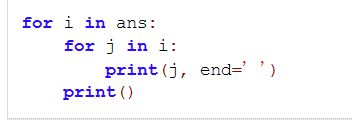 for i in ans:
    for j in i:
        print(j, end=' ')
    print()